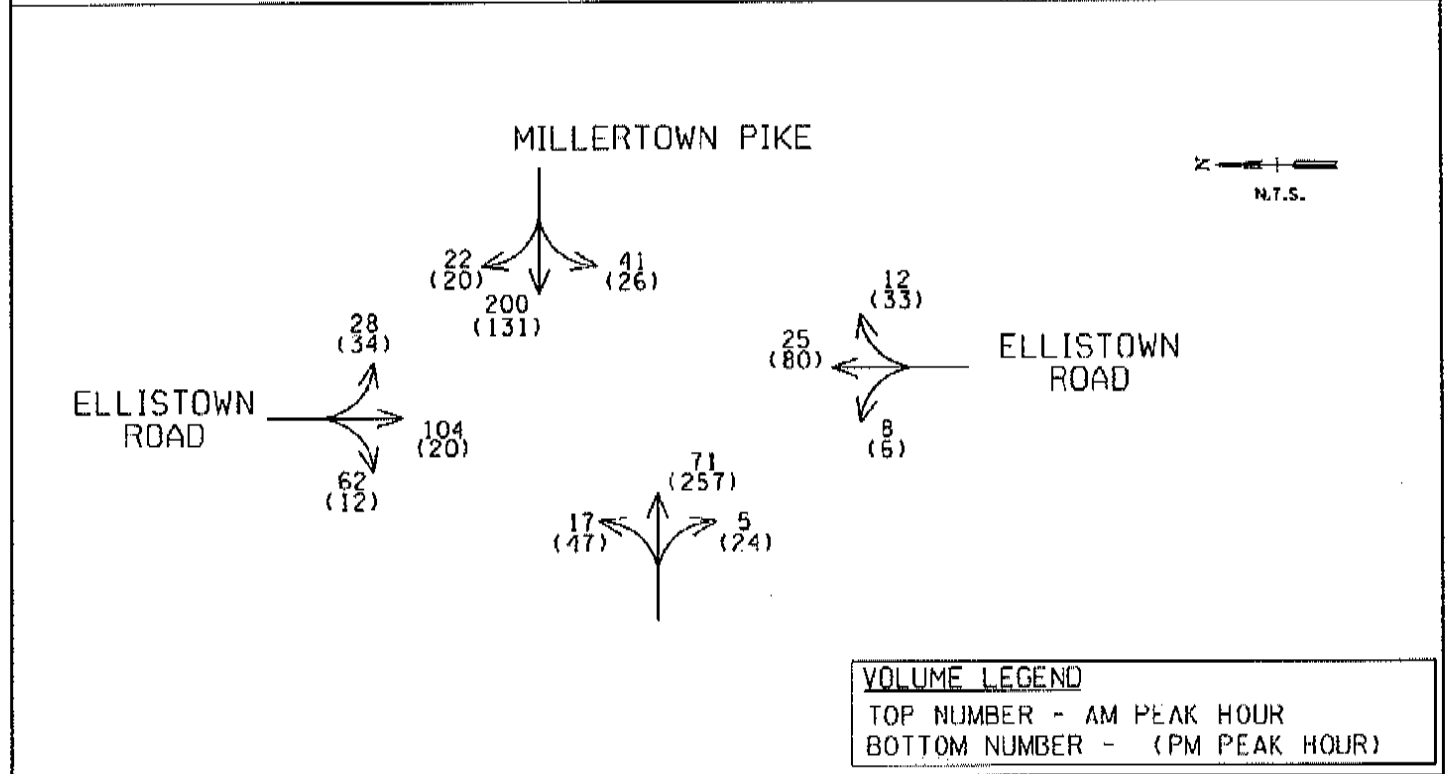 MILLERTOWN PIKE
N
N.T.S.
22
(20)
200
(131)
41
(26)
12
(33)
25
(80)
8
(6)
ELLISTOWN
ROAD
28
(34)
ELLISTOWN
ROAD
104
(20)
62
(12)
71
(257)
17
(47)
5
(24)
VOLUME LEGEND
TOP NUMBER - AM PEAK HOUR
BOTTOM NUMBER - (PM PEAK HOUR)